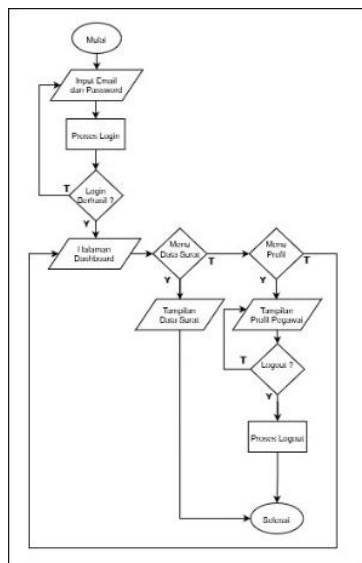 Mulai
Input Email
dan Password
Proses Login
Login
Berhasil ?
T
Y
Halaman
Dashboard
Menu
Data Surat
T
Y
Menu
Profil
T
Y
Tampilan
Data Surat
Tampilan
Profil Pegawai
Logout ?
T
Y
Proses Logout
Selesai